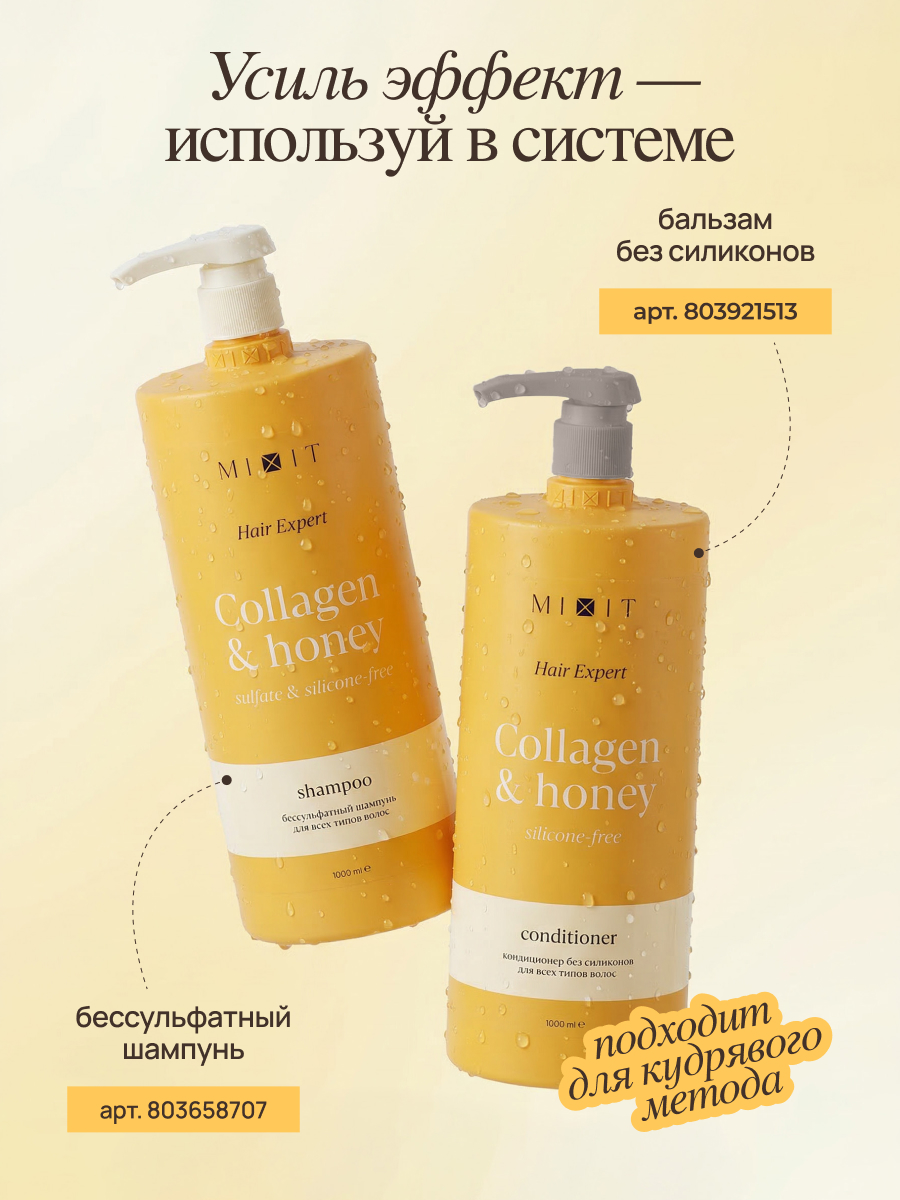 Усиль эффект —
используй в системе
бальзам
без силиконов
арт. 803921513
MIXIT
Hair Expert
Collagen
& honey
sulfate & silicone-free
shampoo
бессульфатный шампунь
для всех типов волос
1000 ml ℮
MIXIT
Hair Expert
Collagen
& honey
silicone-free
conditioner
кондиционер без силиконов
для всех типов волос
1000 ml ℮
бессульфатный
шампунь
арт. 803658707
подходит
для кудрявого
метода